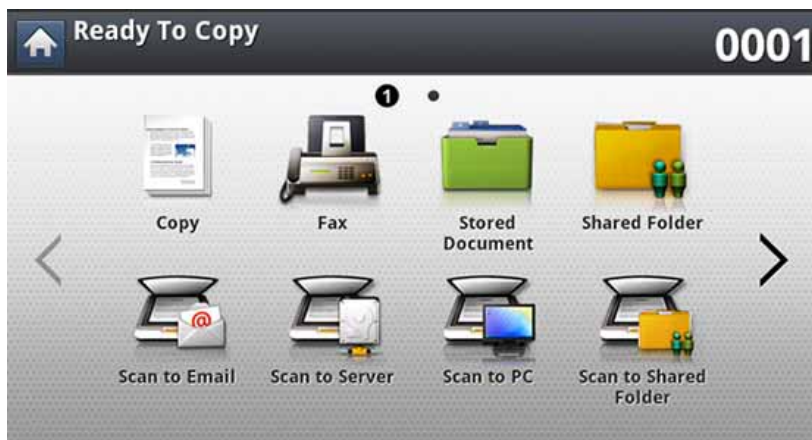 Ready To Copy
0001
1
Copy
Fax
Stored
Document
Shared Folder
@
Scan to Email
Scan to Server
Scan to PC
Scan to Shared
Folder